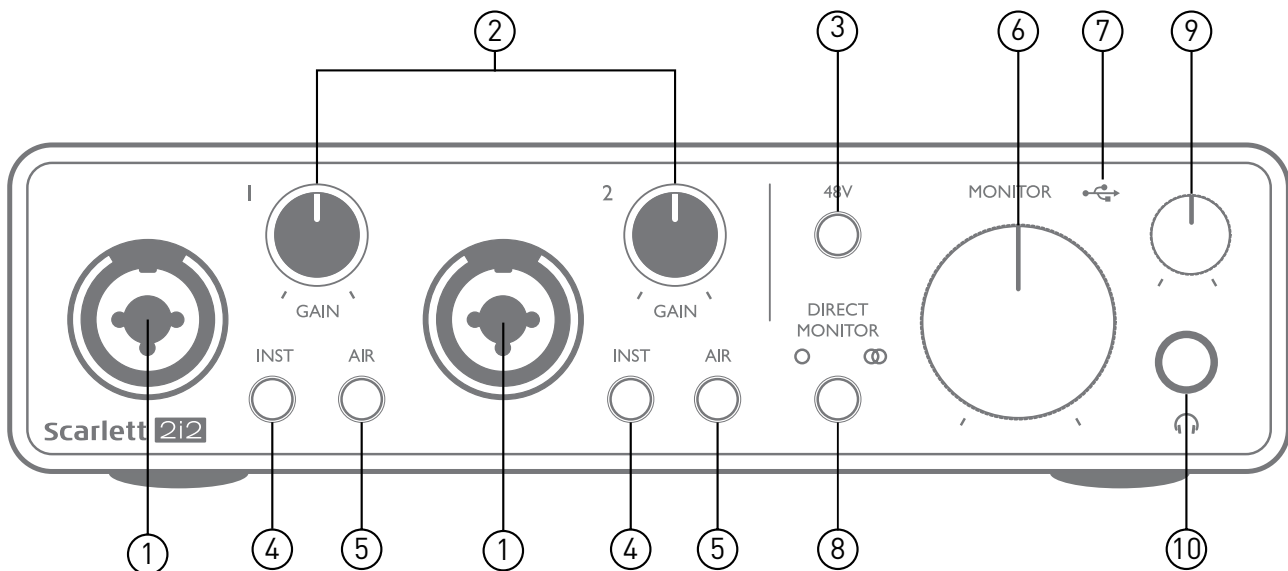 2
3
6
7
9
1
2
48V
MONITOR
GAIN
GAIN
DIRECT
MONITOR
INST
AIR
INST
AIR
Scarlett 2i2
1
4
5
1
4
5
8
10